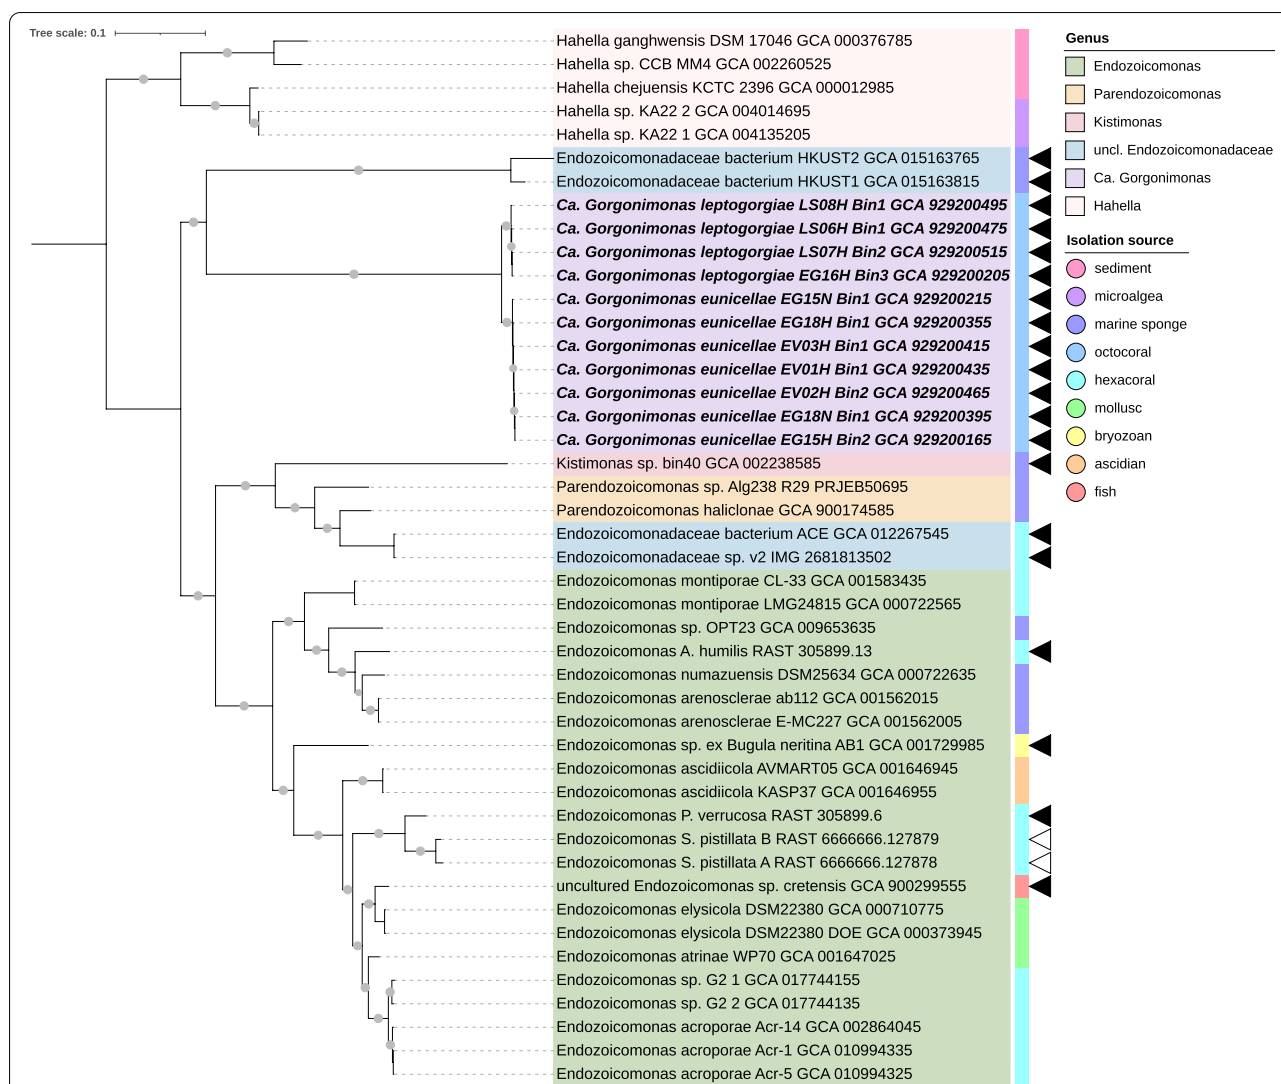 Tree scale: 0.1
Hahella ganghwensis DSM 17046 GCA 000376785
Hahella sp. CCB MM4 GCA 002260525
Hahella chejuensis KCTC 2396 GCA 000012985
Hahella sp. KA22 2 GCA 004014695
Hahella sp. KA22 1 GCA 004135205
Endozoicomonadaceae bacterium HKUST2 GCA 015163765
Endozoicomonadaceae bacterium HKUST1 GCA 015163815
Ca. Gorgonimonas leptogorgiae LS08H Bin1 GCA 929200495
Ca. Gorgonimonas leptogorgiae LS06H Bin1 GCA 929200475
Ca. Gorgonimonas leptogorgiae LS07H Bin2 GCA 929200515
Ca. Gorgonimonas leptogorgiae EG16H Bin3 GCA 929200205
Ca. Gorgonimonas eunicellae EG15N Bin1 GCA 929200215
Ca. Gorgonimonas eunicellae EG18H Bin1 GCA 929200355
Ca. Gorgonimonas eunicellae EV03H Bin1 GCA 929200415
Ca. Gorgonimonas eunicellae EV01H Bin1 GCA 929200435
Ca. Gorgonimonas eunicellae EV02H Bin2 GCA 929200465
Ca. Gorgonimonas eunicellae EG18N Bin1 GCA 929200395
Ca. Gorgonimonas eunicellae EG15H Bin2 GCA 929200165
Kistimonas sp. bin40 GCA 002238585
Parendozoicomonas sp. Alg238 R29 PRJEB50695
Parendozoicomonas haliclonae GCA 900174585
Endozoicomonadaceae bacterium ACE GCA 012267545
Endozoicomonadaceae sp. v2 IMG 2681813502
Endozoicomonas montiporae CL-33 GCA 001583435
Endozoicomonas montiporae LMG24815 GCA 000722565
Endozoicomonas sp. OPT23 GCA 009653635
Endozoicomonas A. humilis RAST 305899.13
Endozoicomonas numazuensis DSM25634 GCA 000722635
Endozoicomonas arenosclerae ab112 GCA 001562015
Endozoicomonas arenosclerae E-MC227 GCA 001562005
Endozoicomonas sp. ex Bugula neritina AB1 GCA 001729985
Endozoicomonas ascidiicola AVMART05 GCA 001646945
Endozoicomonas ascidiicola KASP37 GCA 001646955
Endozoicomonas P. verrucosa RAST 305899.6
Endozoicomonas S. pistillata B RAST 6666666.127879
Endozoicomonas S. pistillata A RAST 6666666.127878
uncultured Endozoicomonas sp. cretensis GCA 900299555
Endozoicomonas elysicola DSM22380 GCA 000710775
Endozoicomonas elysicola DSM22380 DOE GCA 000373945
Endozoicomonas atrinae WP70 GCA 001647025
Endozoicomonas sp. G2 1 GCA 017744155
Endozoicomonas sp. G2 2 GCA 017744135
Endozoicomonas acroporae Acr-14 GCA 002864045
Endozoicomonas acroporae Acr-1 GCA 010994335
Endozoicomonas acroporae Acr-5 GCA 010994325
Genus
Endozoicomonas
Parendozoicomonas
Kistimonas
uncl. Endozoicomonadaceae
Ca. Gorgonimonas
Hahella
Isolation source
sediment
microalgea
marine sponge
octocoral
hexacoral
mollusc
bryozoan
ascidian
fish